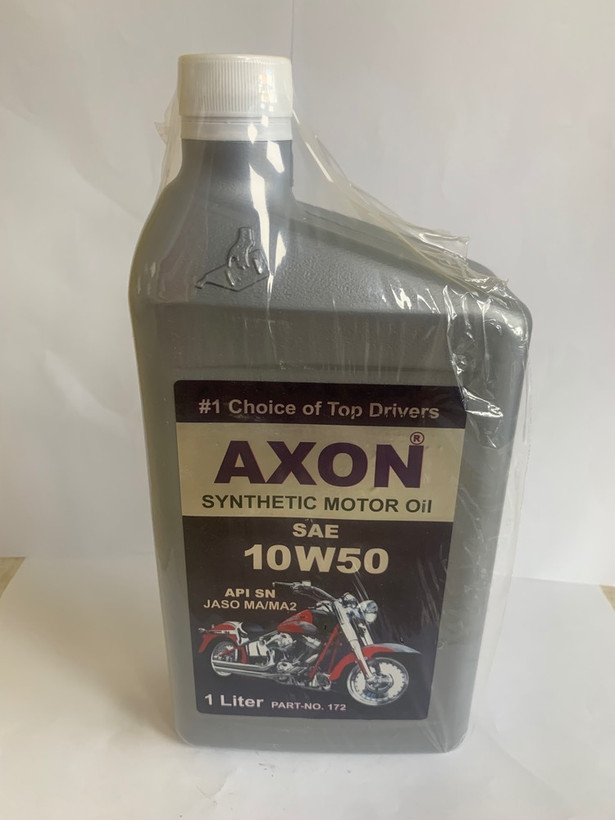 #1 Choice of Top Drivers
AXON®
SYNTHETIC MOTOR Oil
SAE
10W50
API SN
JASO MA/MA2
1 Liter PART-NO. 172